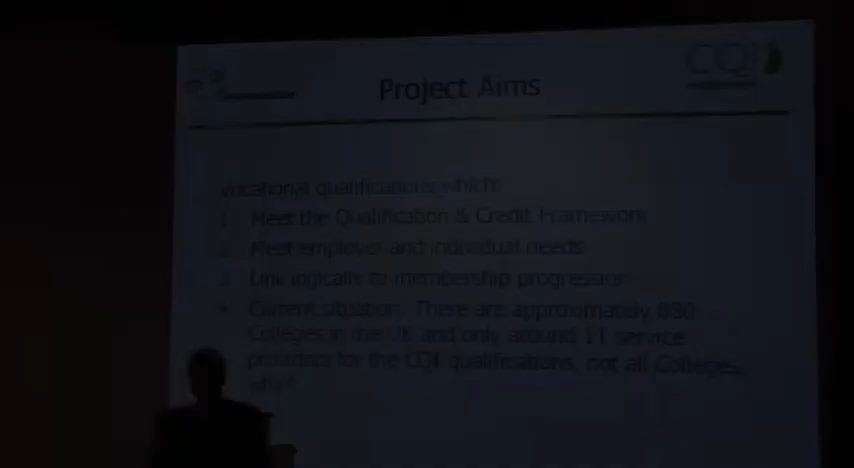 CQI
Project Aims
vocational qualifications which:
1. Meet the Qualification & Credit Framework
2. Meet employer and individual needs
3. Link logically to membership progression
• Current situation: There are approximately 880
Colleges in the UK and only around 11 service
providers for the CQI qualifications, not all Colleges,
why?